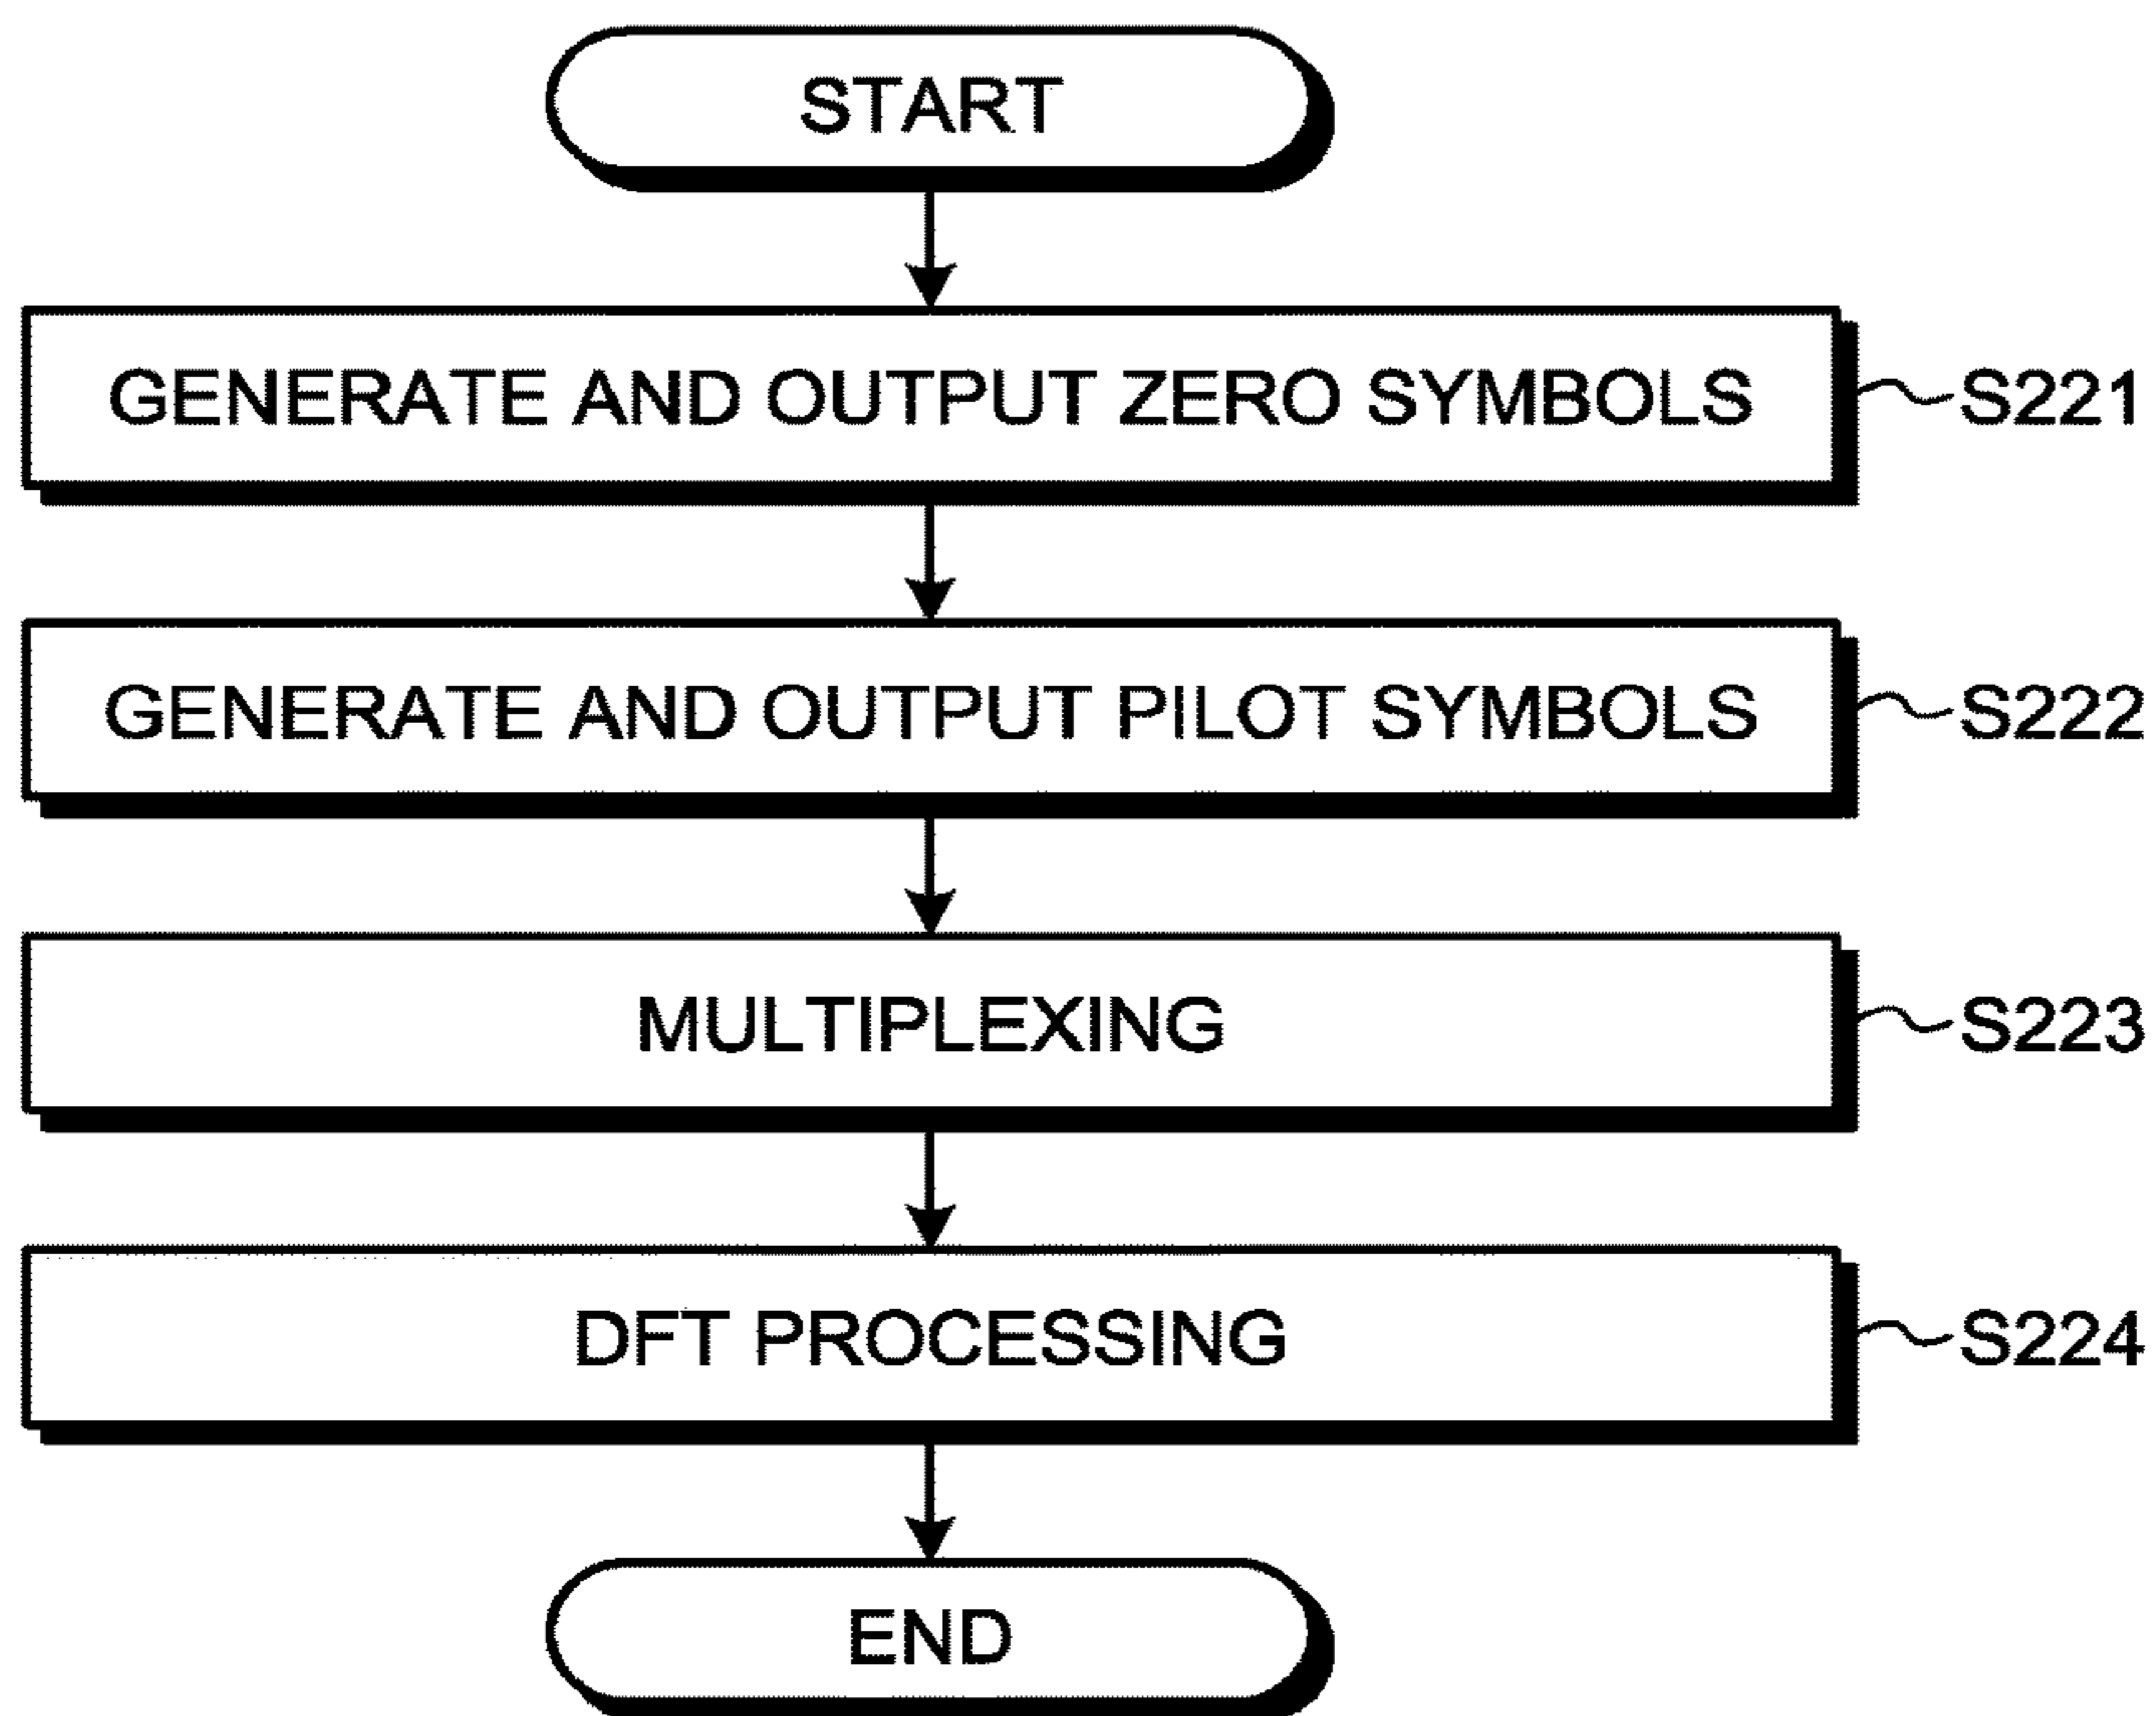 START
GENERATE AND OUTPUT ZERO SYMBOLS
S221
GENERATE AND OUTPUT PILOT SYMBOLS
S222
MULTIPLEXING
S223
DFT PROCESSING
S224
END